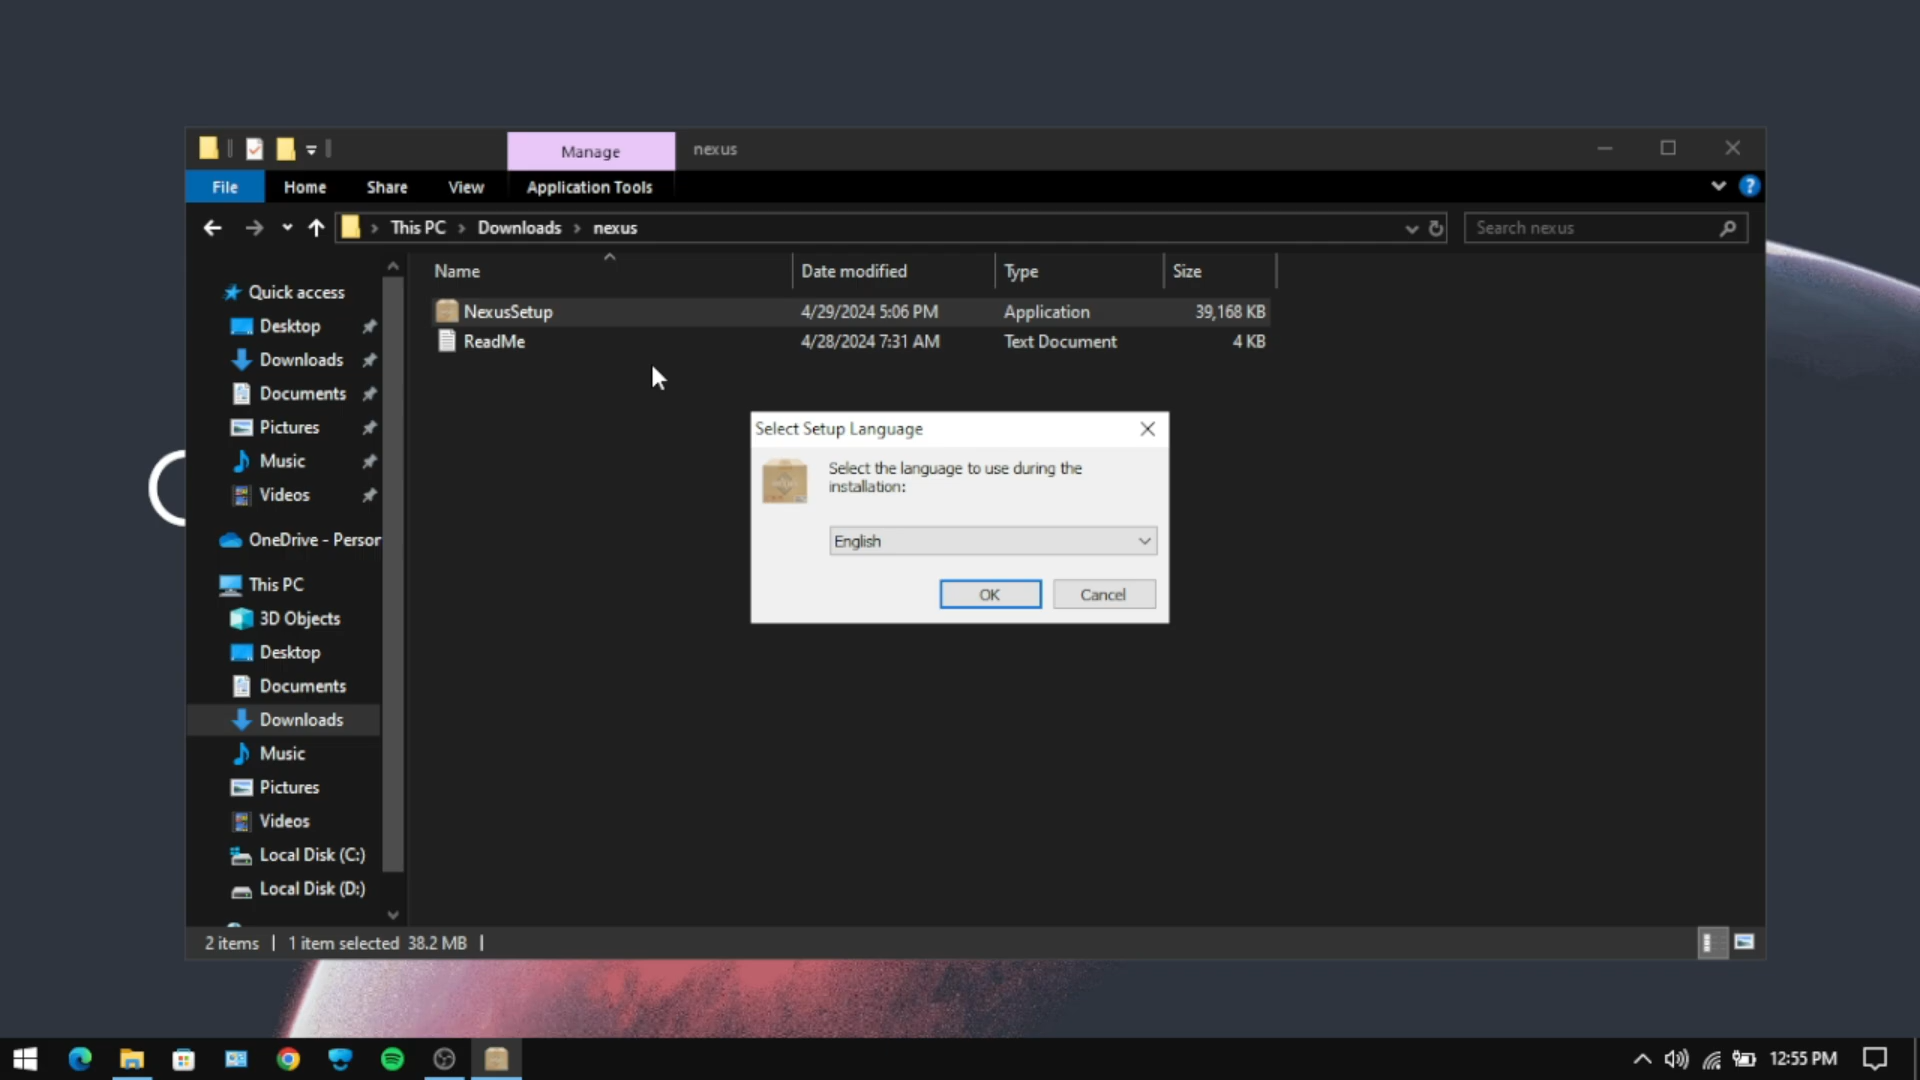 Manage
nexus
File
Home
Share
View
Application Tools
This PC
Downloads
nexus
Search nexus
Name
Date modified
Type
Size
NexusSetup
4/29/2024 5:06 PM
Application
39,168 KB
ReadMe
4/28/2024 7:31 AM
Text Document
4 KB
Quick access
Desktop
Downloads
Documents
Pictures
Music
Videos
OneDrive - Person
This PC
3D Objects
Desktop
Documents
Downloads
Music
Pictures
Videos
Local Disk (C:)
Local Disk (D:)
Select Setup Language
Select the language to use during the
installation:
English
OK
Cancel
2 items
1 item selected 38.2 MB
12:55 PM